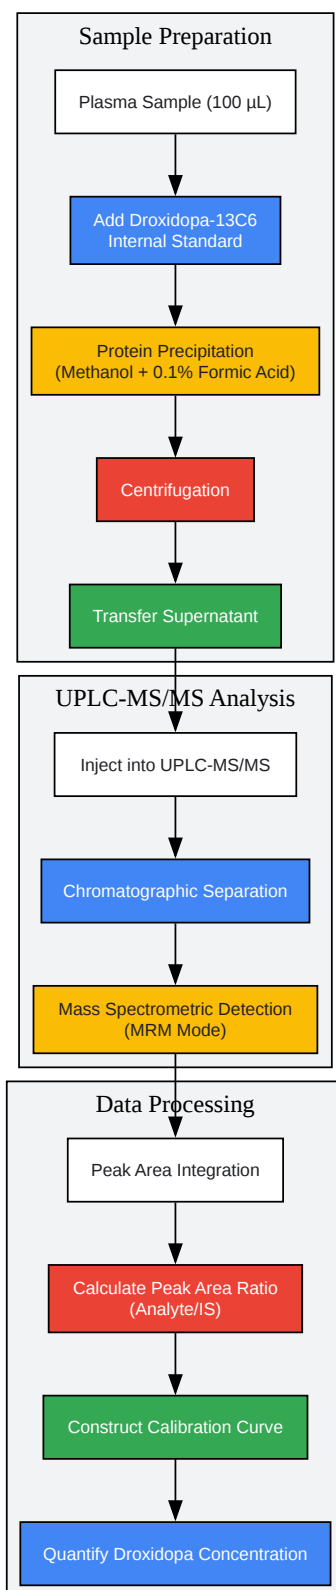 Sample Preparation
Plasma Sample (100 µL)
Add Droxidopa-13C6
Internal Standard
Protein Precipitation
(Methanol + 0.1% Formic Acid)
Centrifugation
Transfer Supernatant
UPLC-MS/MS Analysis
Inject into UPLC-MS/MS
Chromatographic Separation
Mass Spectrometric Detection
(MRM Mode)
Data Processing
Peak Area Integration
Calculate Peak Area Ratio
(Analyte/IS)
Construct Calibration Curve
Quantify Droxidopa Concentration